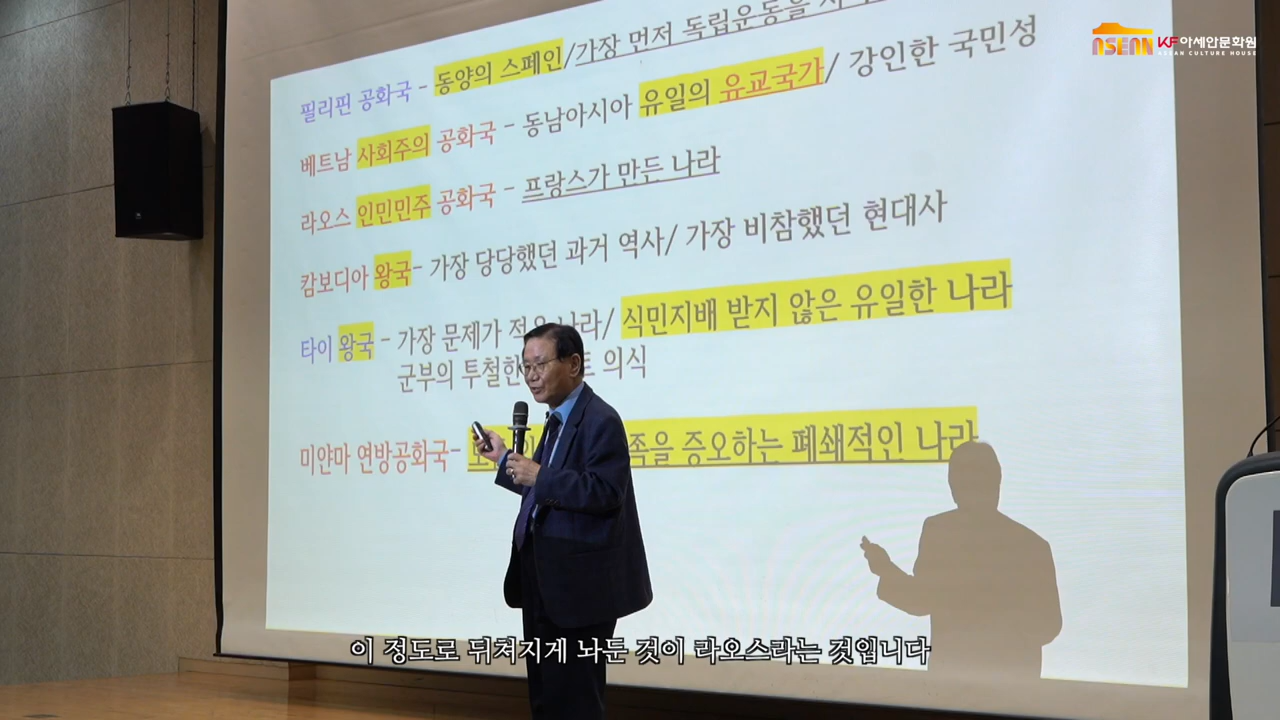 필리핀 공화국 - 동양의 스페인/가장 먼저 독립운동을
베트남 사회주의 공화국 - 동남아시아 유일의 유교국가/ 강인한 국민성
라오스 인민민주 공화국 - 프랑스가 만든 나라
캄보디아 왕국- 가장 당당했던 과거 역사/ 가장 비참했던 현대사
타이 왕국 - 가장 문제가 나라/ 식민지배 받지 않은 유일한 나라
군부의 투철한 의식
미얀마 연방공화국- 증오하는 폐쇄적인 나라
ASEAN KF아세안문화원
ASEAN CULTURE HOUSE
이 정도로 뒤쳐지게 놔둔 것이 라오스라는 것입니다